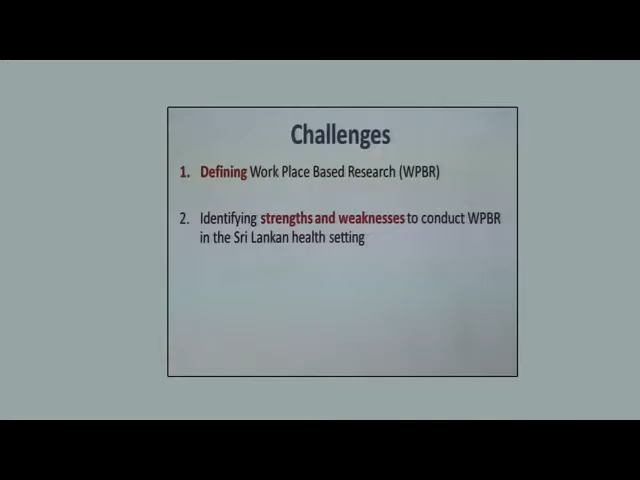 Challenges
1. Defining Work Place Based Research (WPBR)
2. Identifying strengths and weaknesses to conduct WPBR
in the Sri Lankan health setting